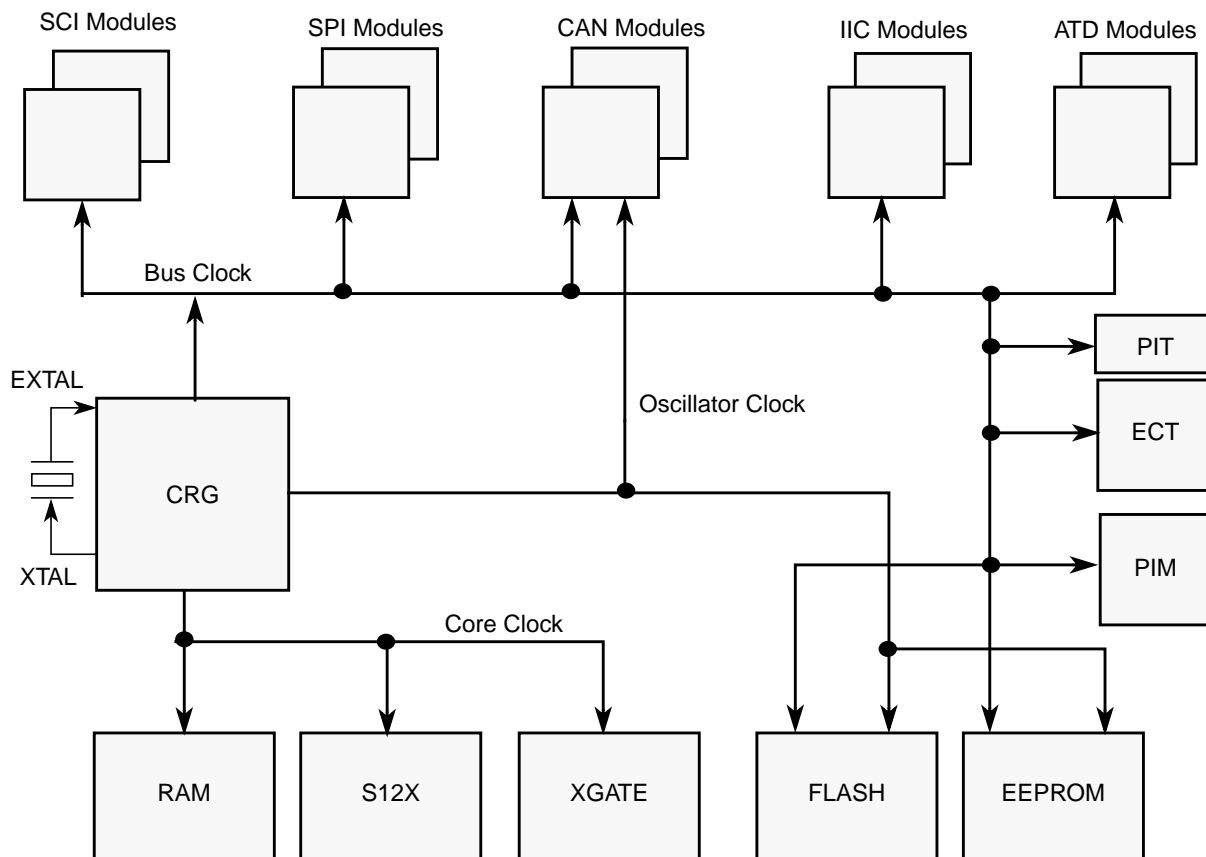 SCI Modules
SPI Modules
CAN Modules
IIC Modules
ATD Modules
Bus Clock
PIT
EXTAL
Oscillator Clock
ECT
CRG
XTAL
PIM
Core Clock
RAM
S12X
XGATE
FLASH
EEPROM